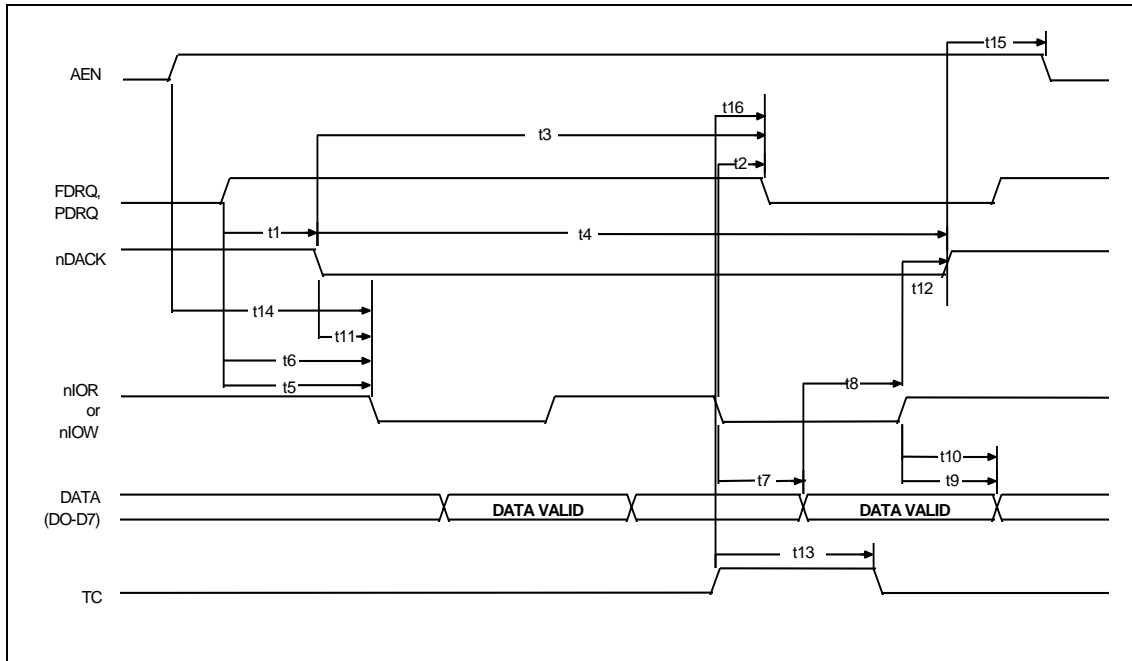 t15
AEN
t16
t3
t2
FDRQ,
PDRQ
t1
t4
nDACK
t12
t14
t11
t6
t5
t8
nIOR
or
nIOW
t10
t7
t9
DATA
(DO-D7)
DATA VALID
DATA VALID
t13
TC